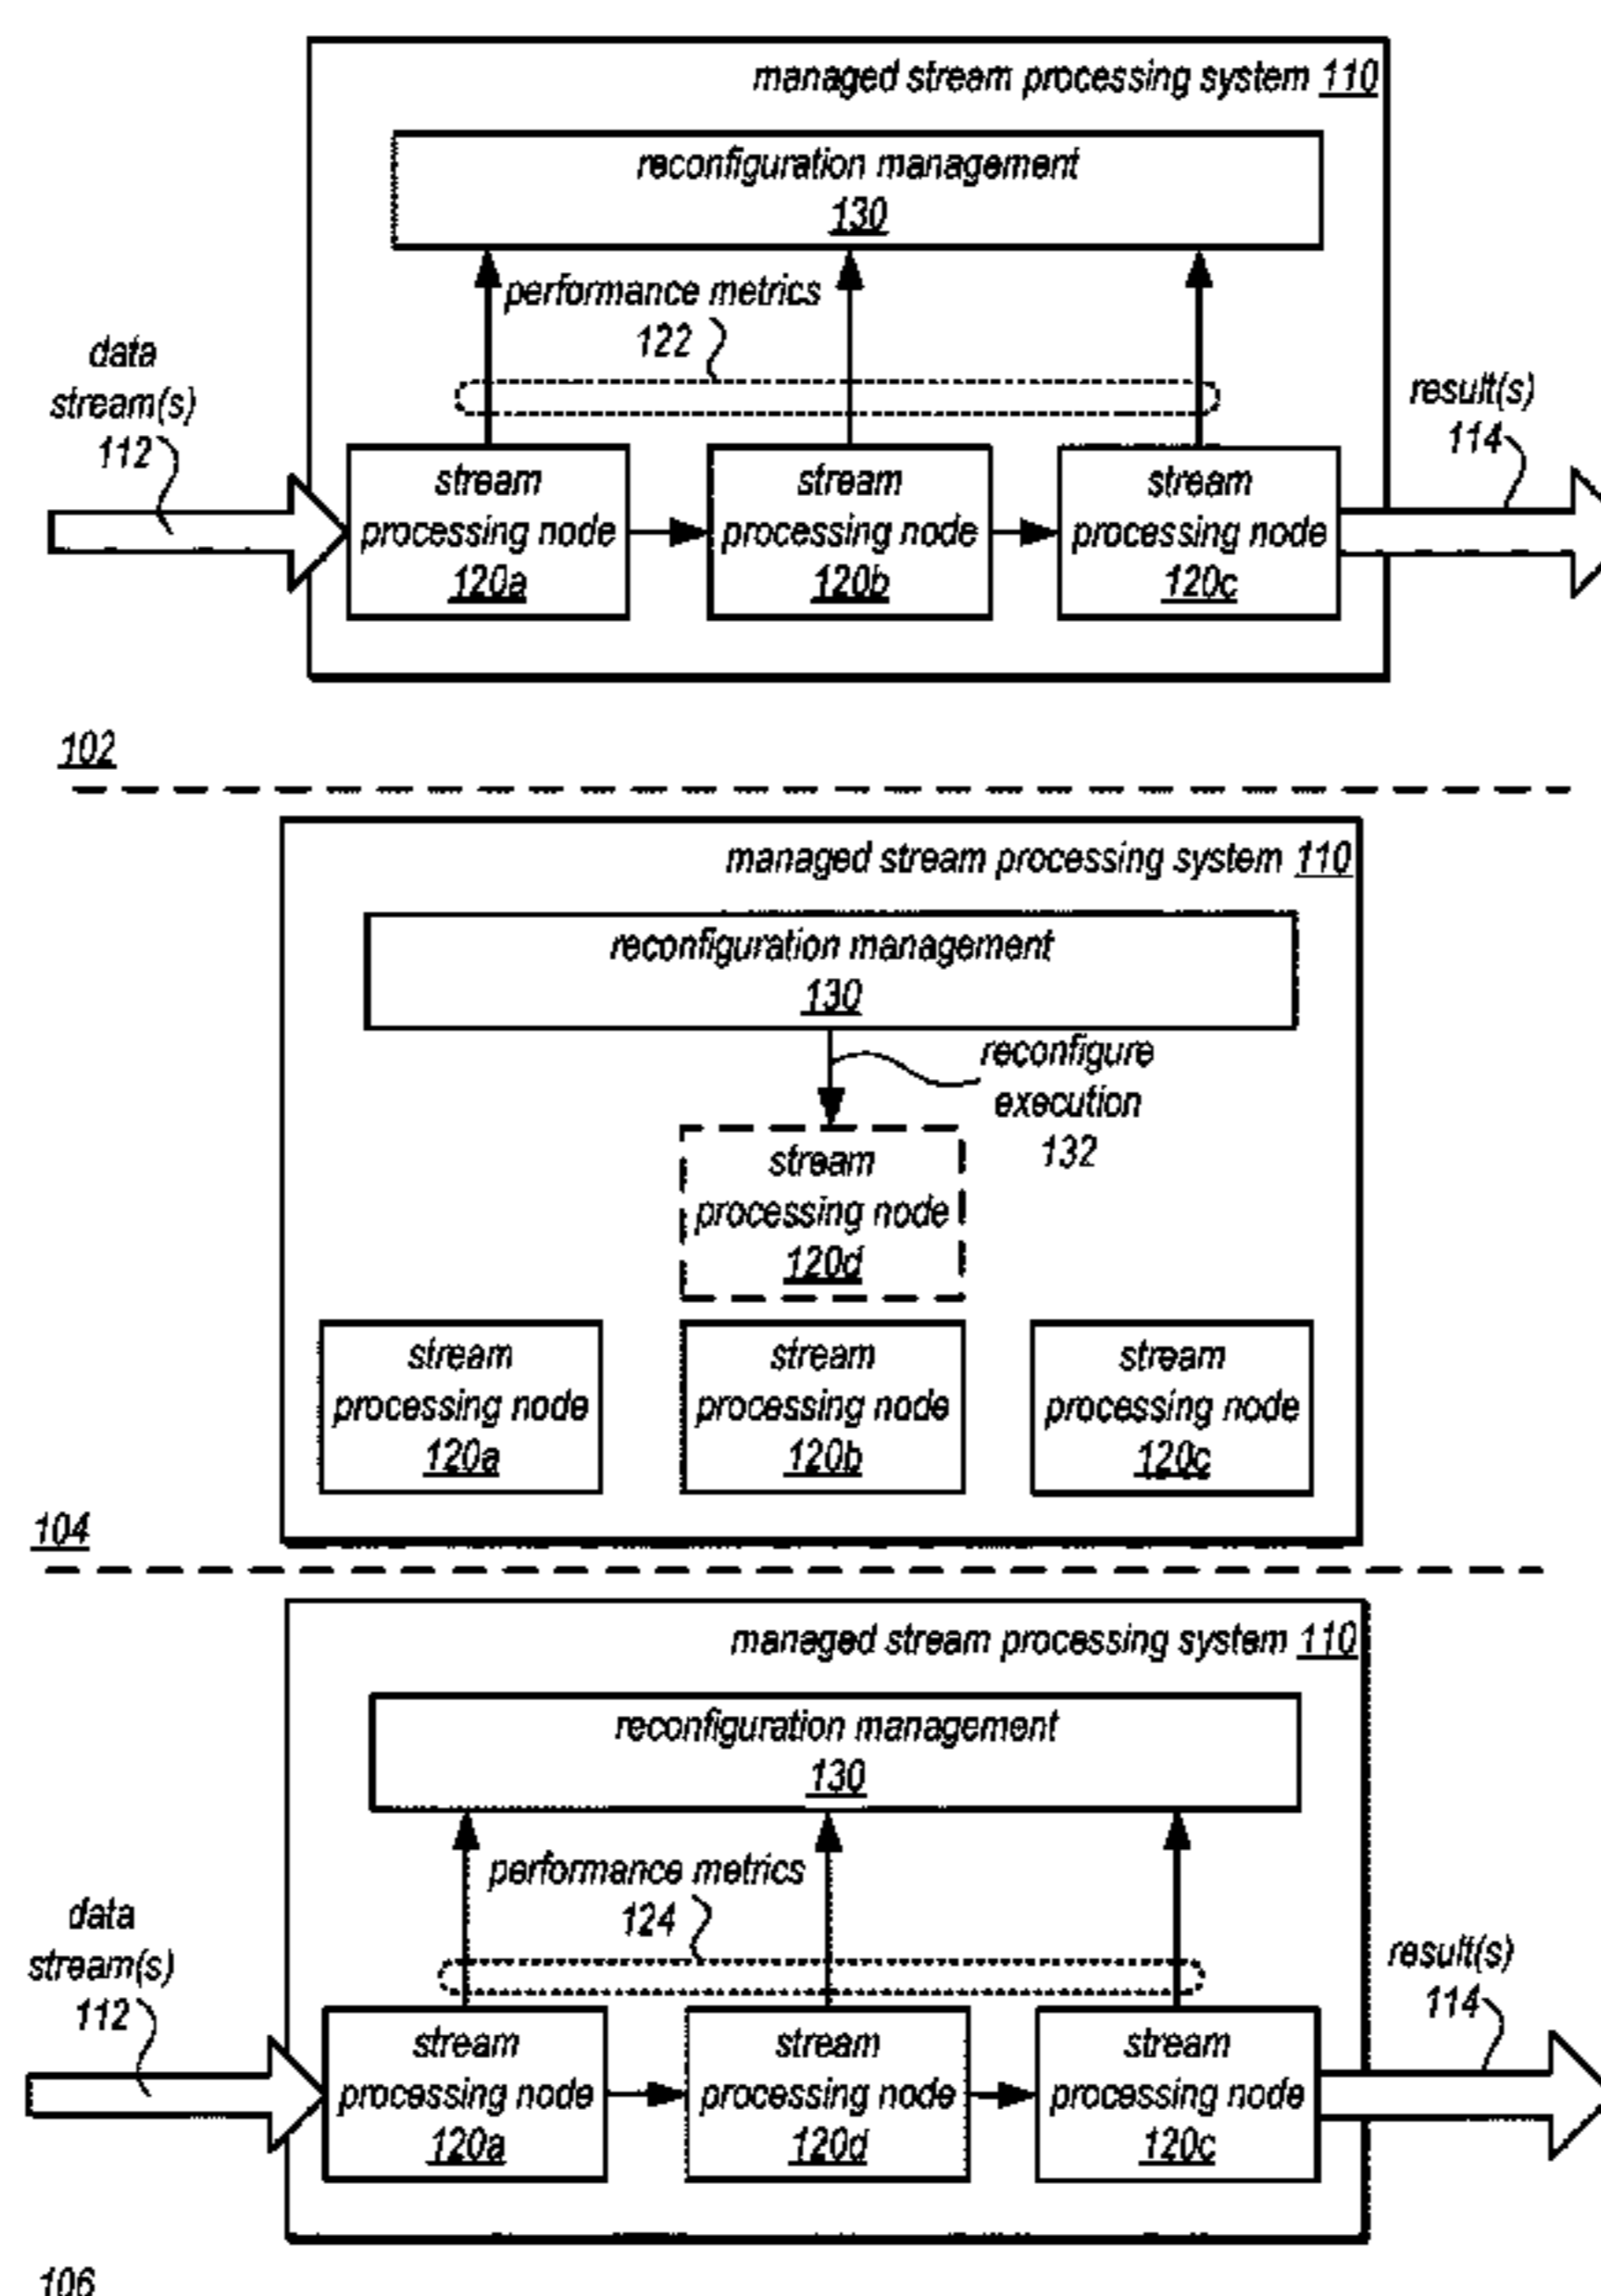 managed stream processing system 110
reconfiguration management
130
performance metrics
122
data
stream(s)
112
result(s)
114
stream
processing node
120a
stream
processing node
120b
stream
processing node
120c
102
managed stream processing system 110
reconfiguration management
130
reconfigure
execution
132
stream
processing node
120d
stream
processing node
120a
stream
processing node
120b
stream
processing node
120c
104
managed stream processing system 110
reconfiguration management
130
performance metrics
124
data
stream(s)
112
result(s)
114
stream
processing node
120a
stream
processing node
120d
stream
processing node
120c
106